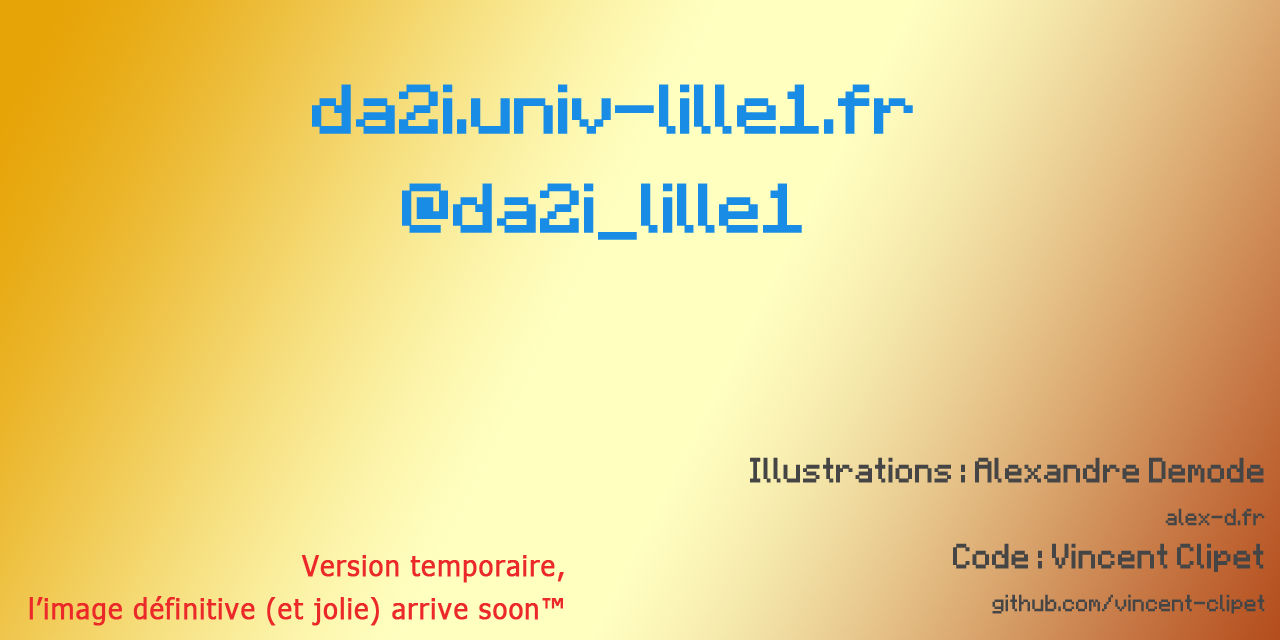 da2i.univ-lille1.fr
@da2i_lille1
Illustrations : Alexandre Demode
alex-d.fr
Code : Vincent Clipet
github.com/vincent-clipet
Version temporaire,
l’image définitive (et jolie) arrive soon™